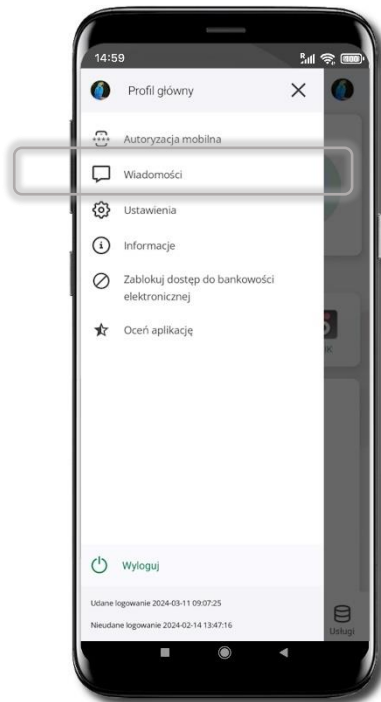 14:59
R
Profil główny
Autoryzacja mobilna
Wiadomości
Ustawienia
Informacje
Zablokuj dostęp do bankowości
elektronicznej
Oceń aplikację
Wyloguj
Udane logowanie 2024-03-11 09:07:25
Nieudane logowanie 2024-02-14 13:47:16
Usługi